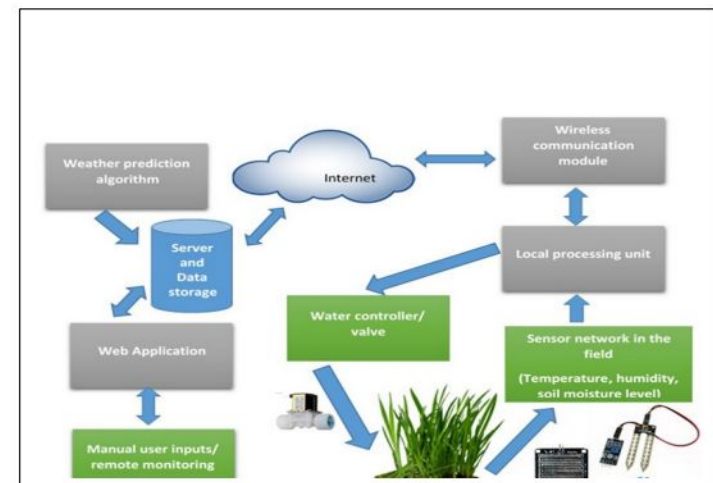 Wireless
communication
module
Weather prediction
algorithm
Internet
Server
and
Data
storage
Local processing unit
Water controller/
valve
Web Application
Sensor network in the
field
(Temperature, humidity,
soil moisture level)
Manual user inputs/
remote monitoring